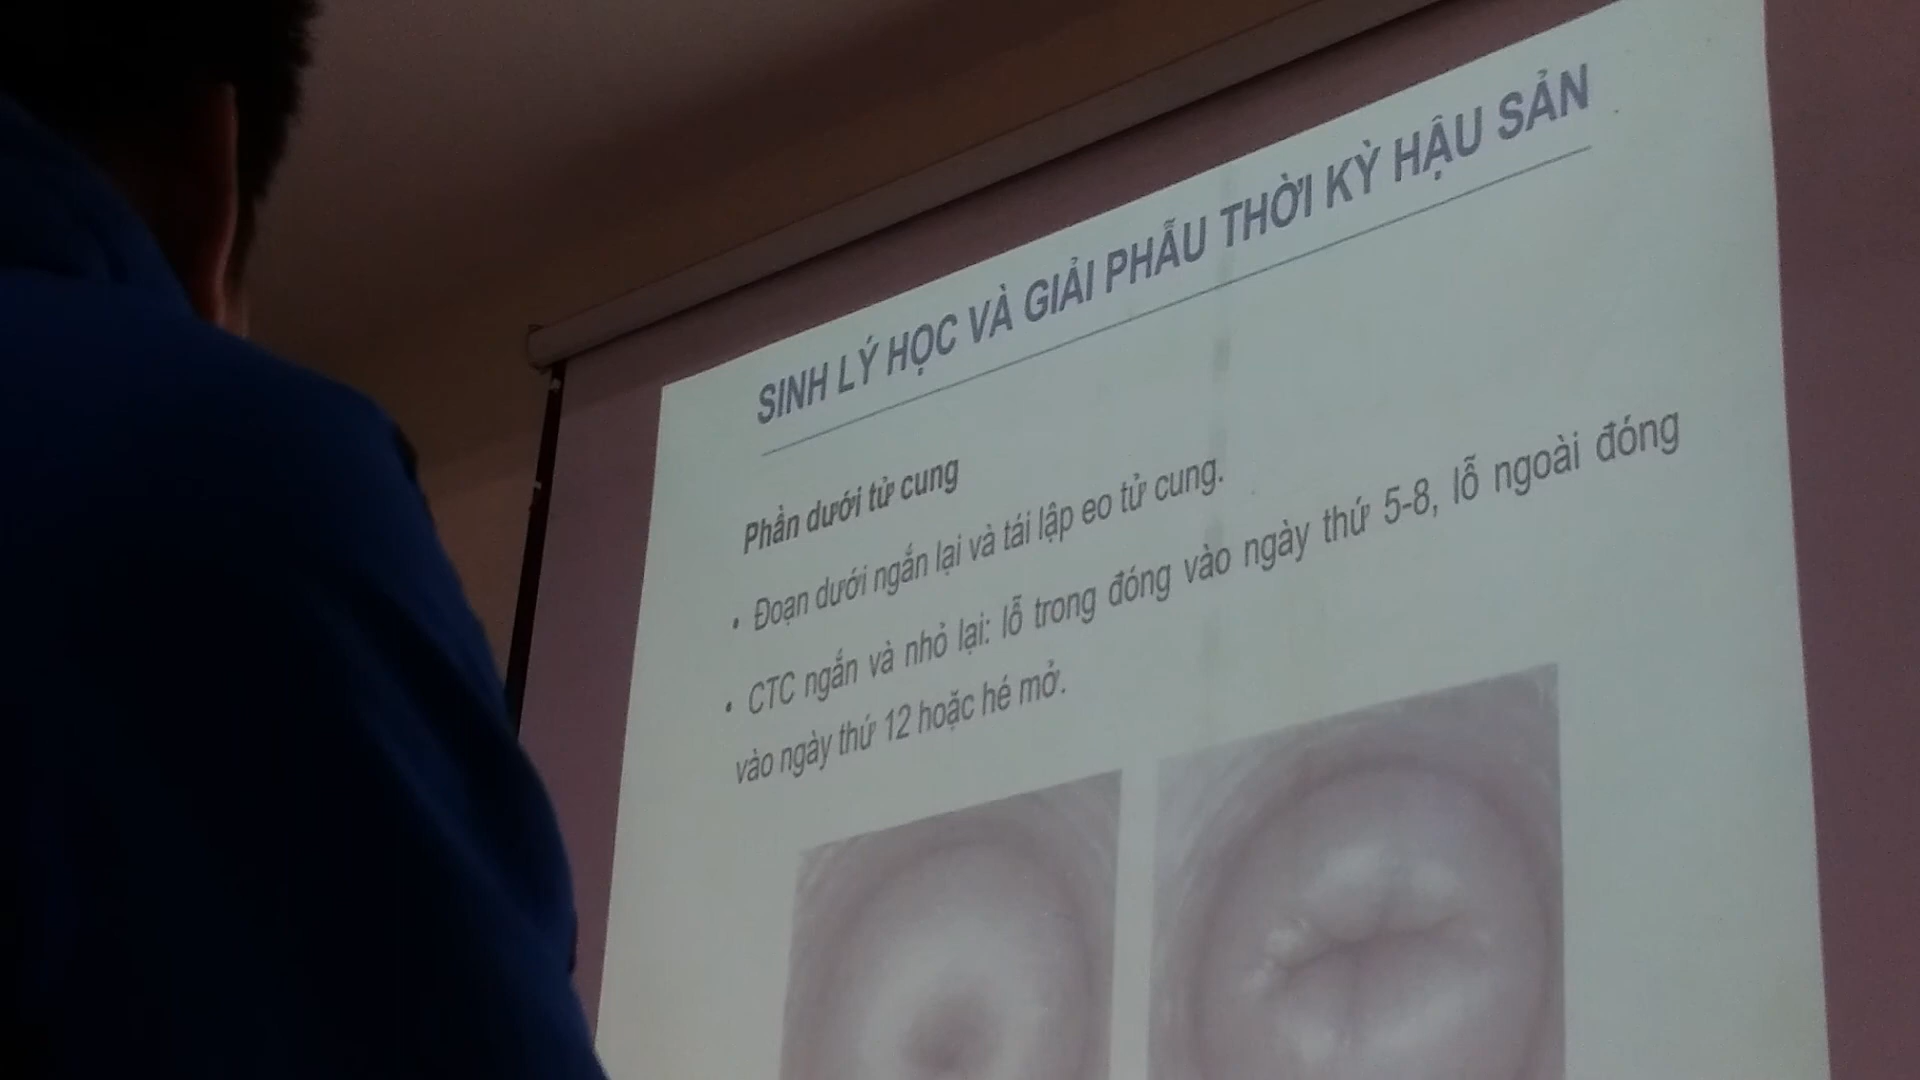 SINH LÝ HỌC VÀ GIẢI PHẪU THỜI KỲ HẬU SẢN
Phần dưới tử cung
• Đoạn dưới ngắn lại và tái lập eo tử cung.
• CTC ngắn và nhỏ lại: lỗ trong đóng vào ngày thứ 5-8, lỗ ngoài đóng
vào ngày thứ 12 hoặc hé mở.